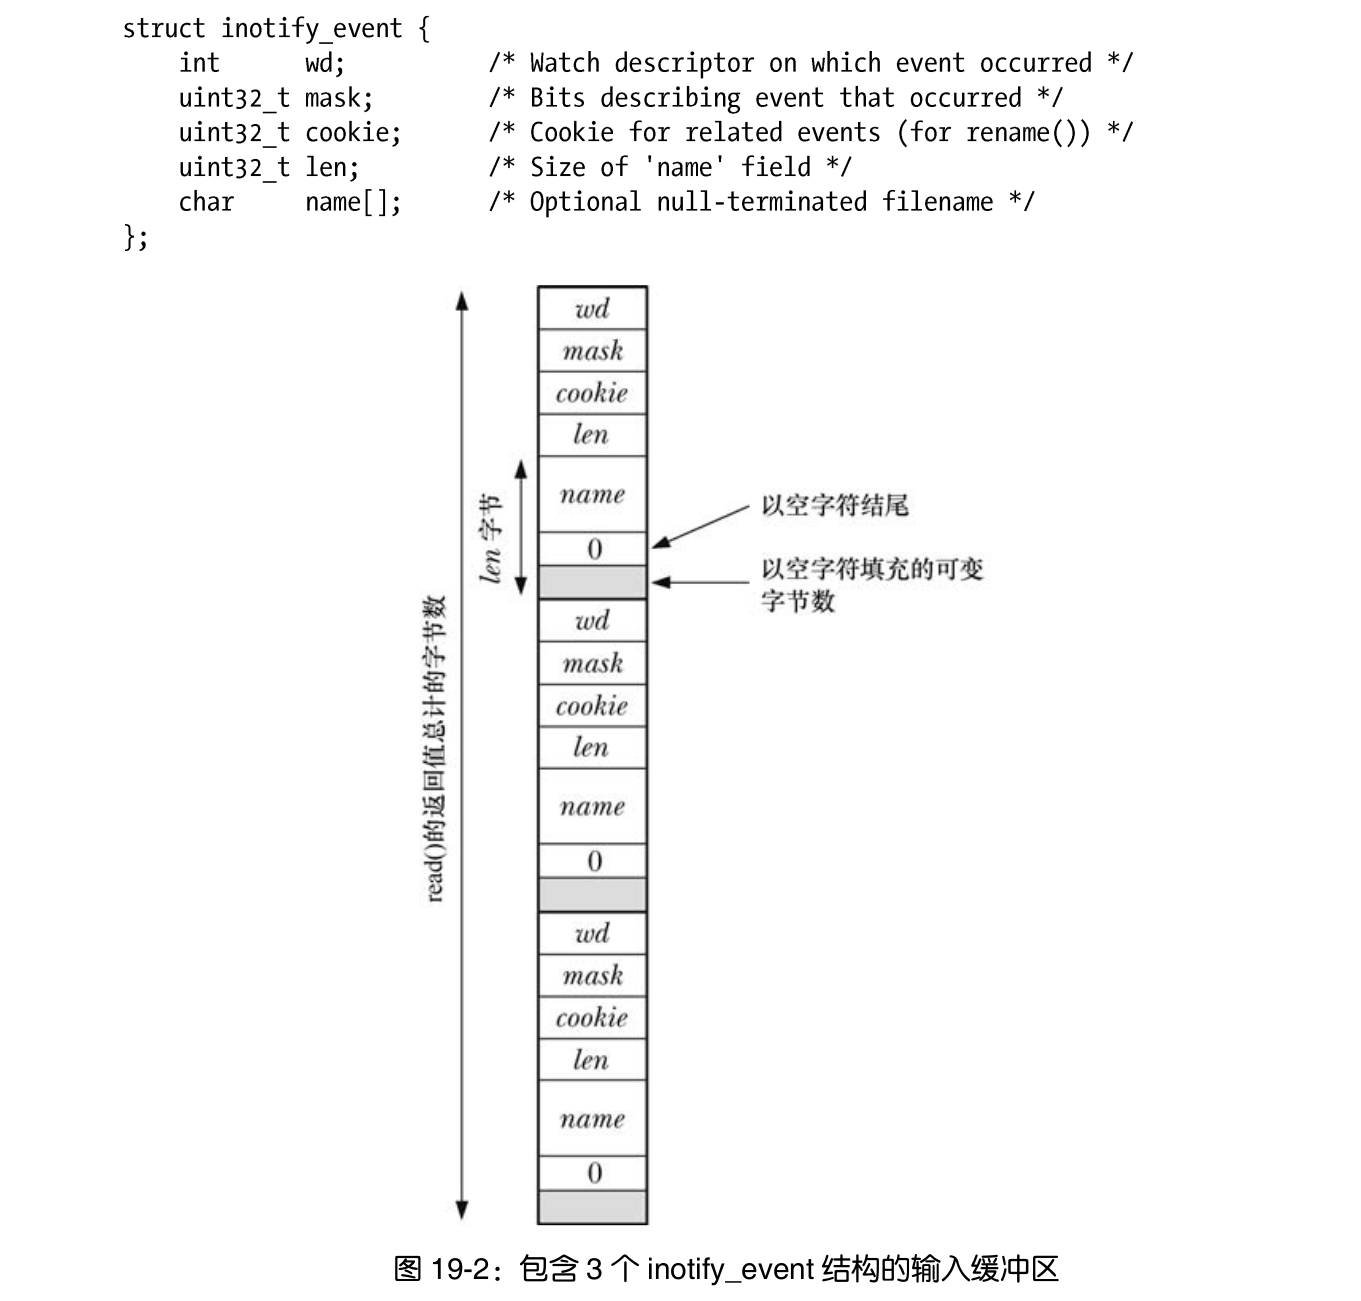 struct inotify_event {
int wd; /* Watch descriptor on which event occurred */
uint32_t mask; /* Bits describing event that occurred */
uint32_t cookie; /* Cookie for related events (for rename()) */
uint32_t len; /* Size of 'name' field */
char name[]; /* Optional null-terminated filename */
};
wd
mask
cookie
len
name
0
len 字节
以空字符结尾
以空字符填充的可变
字节数
read()的返回值总计的字节数
wd
mask
cookie
len
name
0
wd
mask
cookie
len
name
0
图 19-2：包含 3 个 inotify_event 结构的输入缓冲区